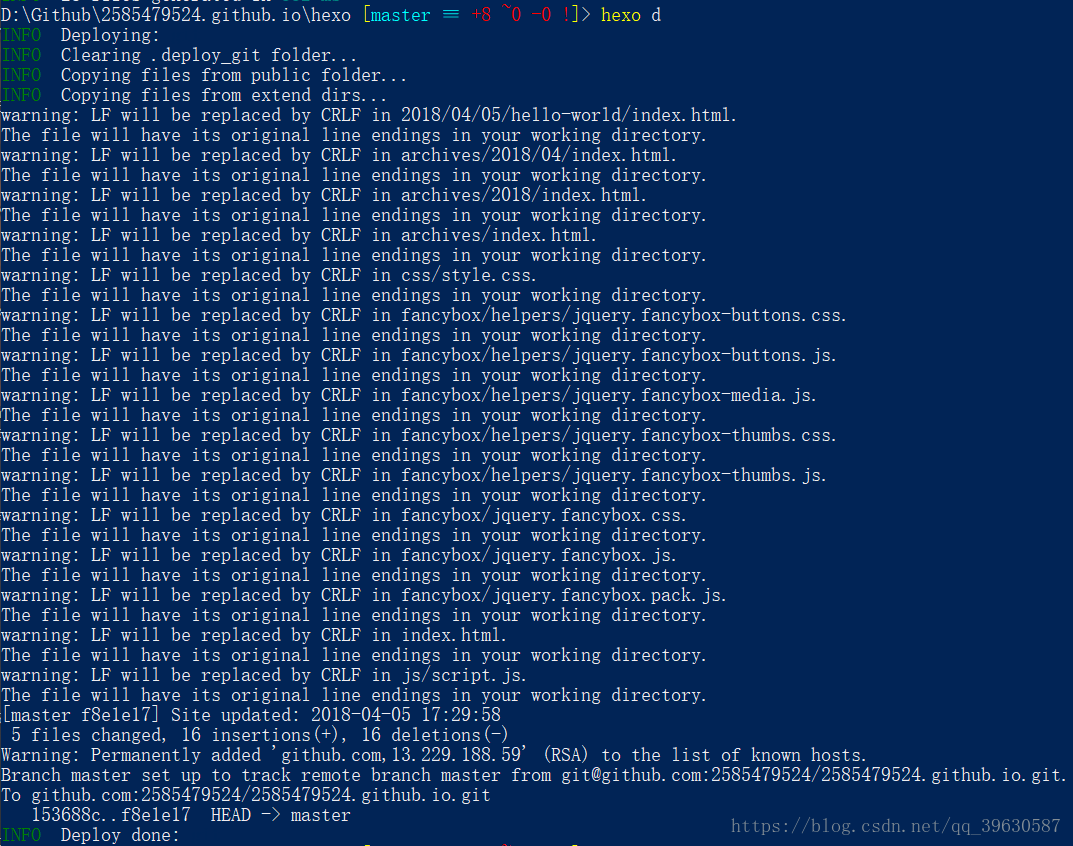 D:\Github\2585479524.github.io\hexo [master ≡ +8 ~0 -0 !]> hexo d
INFO  Deploying:
INFO  Clearing .deploy_git folder...
INFO  Copying files from public folder...
INFO  Copying files from extend dirs...
warning: LF will be replaced by CRLF in 2018/04/05/hello-world/index.html.
The file will have its original line endings in your working directory.
warning: LF will be replaced by CRLF in archives/2018/04/index.html.
The file will have its original line endings in your working directory.
warning: LF will be replaced by CRLF in archives/2018/index.html.
The file will have its original line endings in your working directory.
warning: LF will be replaced by CRLF in archives/index.html.
The file will have its original line endings in your working directory.
warning: LF will be replaced by CRLF in css/style.css.
The file will have its original line endings in your working directory.
warning: LF will be replaced by CRLF in fancybox/helpers/jquery.fancybox-buttons.css.
The file will have its original line endings in your working directory.
warning: LF will be replaced by CRLF in fancybox/helpers/jquery.fancybox-buttons.js.
The file will have its original line endings in your working directory.
warning: LF will be replaced by CRLF in fancybox/helpers/jquery.fancybox-media.js.
The file will have its original line endings in your working directory.
warning: LF will be replaced by CRLF in fancybox/helpers/jquery.fancybox-thumbs.css.
The file will have its original line endings in your working directory.
warning: LF will be replaced by CRLF in fancybox/helpers/jquery.fancybox-thumbs.js.
The file will have its original line endings in your working directory.
warning: LF will be replaced by CRLF in fancybox/jquery.fancybox.css.
The file will have its original line endings in your working directory.
warning: LF will be replaced by CRLF in fancybox/jquery.fancybox.js.
The file will have its original line endings in your working directory.
warning: LF will be replaced by CRLF in fancybox/jquery.fancybox.pack.js.
The file will have its original line endings in your working directory.
warning: LF will be replaced by CRLF in index.html.
The file will have its original line endings in your working directory.
warning: LF will be replaced by CRLF in js/script.js.
The file will have its original line endings in your working directory.
[master f8e1e17] Site updated: 2018-04-05 17:29:58
 5 files changed, 16 insertions(+), 16 deletions(-)
Warning: Permanently added 'github.com,13.229.188.59' (RSA) to the list of known hosts.
Branch master set up to track remote branch master from git@github.com:2585479524/2585479524.github.io.git.
To github.com:2585479524/2585479524.github.io.git
   153688c..f8e1e17  HEAD -> master
INFO  Deploy done:
https://blog.csdn.net/qq_39630587